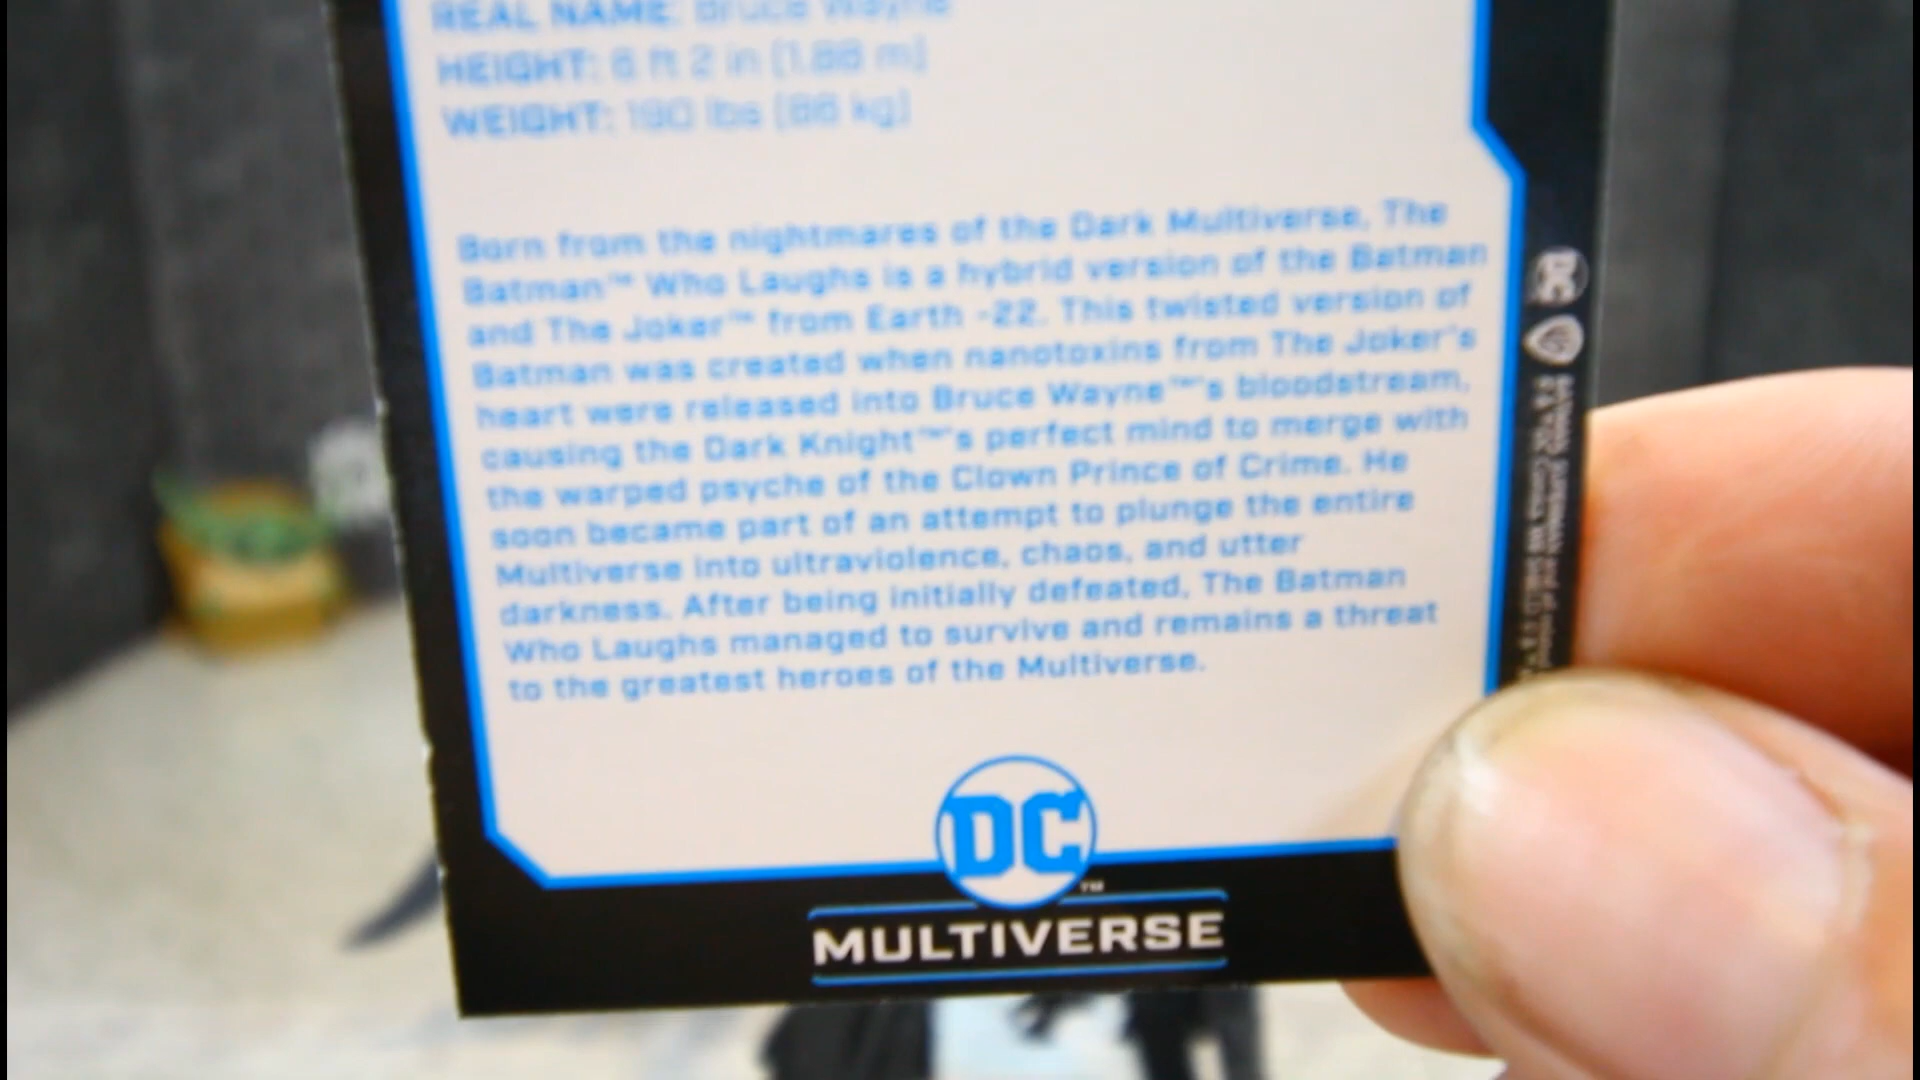 REAL NAME: Bruce Wayne
HEIGHT: 6 ft 2 in (1.88 m)
WEIGHT: 190 lbs (86 kg)
Born from the nightmares of the Dark Multiverse, The
Batman™ Who Laughs is a hybrid version of the Batman
and The Joker™ from Earth -22. This twisted version of
Batman was created when nanotoxins from The Joker's
heart were released into Bruce Wayne™'s bloodstream,
causing the Dark Knight™'s perfect mind to merge with
the warped psyche of the Clown Prince of Crime. He
soon became part of an attempt to plunge the entire
Multiverse into ultraviolence, chaos, and utter
darkness. After being initially defeated, The Batman
Who Laughs managed to survive and remains a threat
to the greatest heroes of the Multiverse.
DC
™
MULTIVERSE
DC